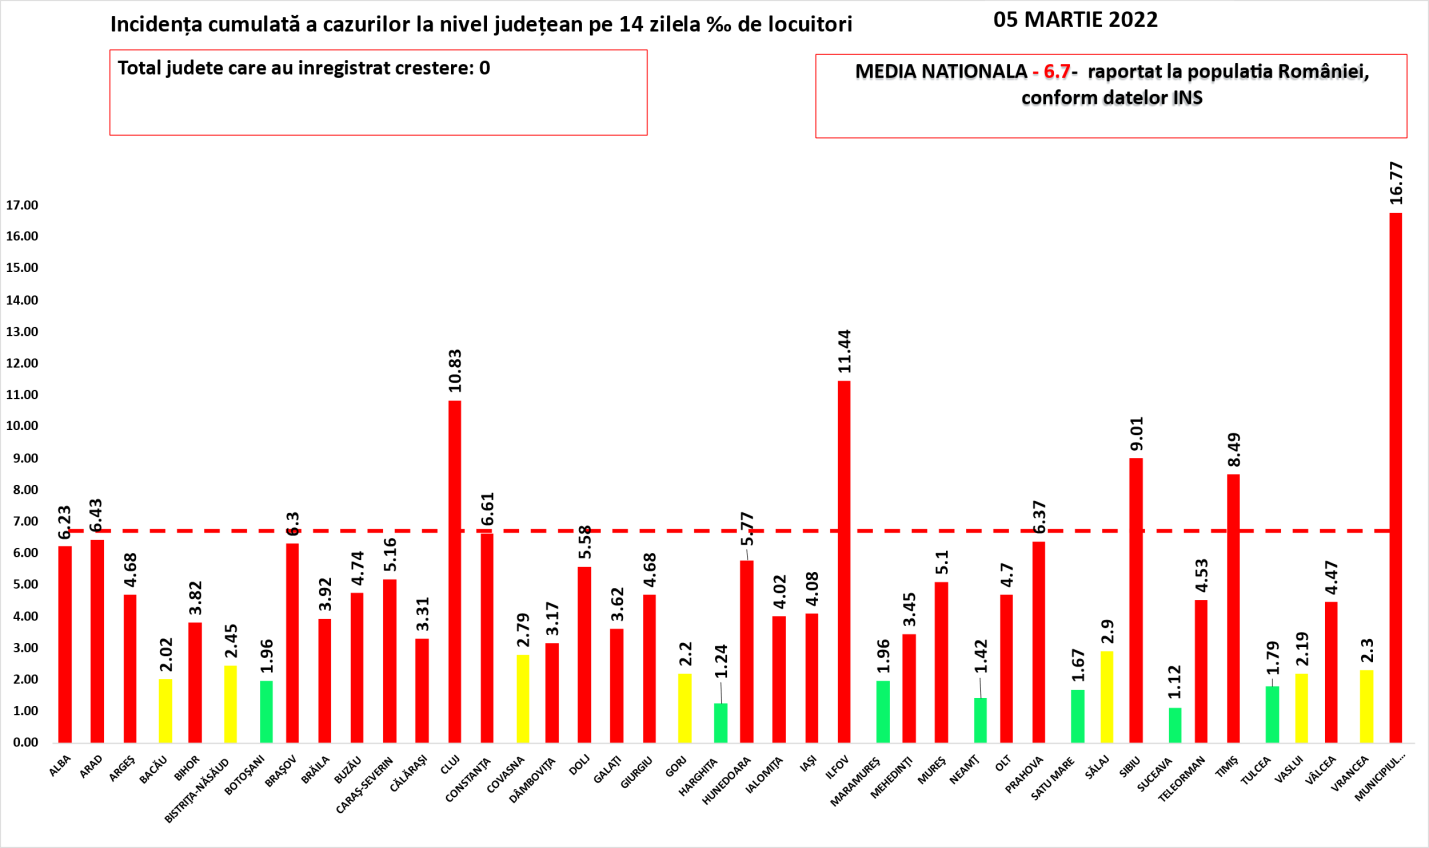 Incidența cumulată a cazurilor la nivel județean pe 14 zilela ‰ de locuitori
05 MARTIE 2022
Total judete care au inregistrat crestere: 0
MEDIA NATIONALA - 6.7- raportat la populatia României,
conform datelor INS
17.00
16.00
15.00
14.00
13.00
12.00
11.00
10.00
9.00
8.00
7.00
6.00
5.00
4.00
3.00
2.00
1.00
0.00
6.23
6.43
4.68
2.02
3.82
2.45
1.96
6.3
3.92
4.74
5.16
3.31
10.83
6.61
2.79
3.17
5.58
3.62
4.68
2.2
1.24
5.77
4.02
4.08
11.44
1.96
3.45
5.1
1.42
4.7
6.37
1.67
2.9
9.01
1.12
4.53
8.49
1.79
2.19
4.47
2.3
16.77
ALBA
ARAD
ARGEȘ
BACĂU
BIHOR
BISTRIȚA-NĂSĂUD
BOTOȘANI
BRAȘOV
BRĂILA
BUZĂU
CARAȘ-SEVERIN
CĂLĂRAȘI
CLUJ
CONSTANȚA
COVASNA
DÂMBOVIȚA
DOLJ
GALAȚI
GIURGIU
GORJ
HARGHITA
HUNEDOARA
IALOMIȚA
IAȘI
ILFOV
MARAMUREȘ
MEHEDINȚI
MUREȘ
NEAMȚ
OLT
PRAHOVA
SATU MARE
SĂLAJ
SIBIU
SUCEAVA
TELEORMAN
TIMIȘ
TULCEA
VASLUI
VÂLCEA
VRANCEA
MUNICIPIUL...